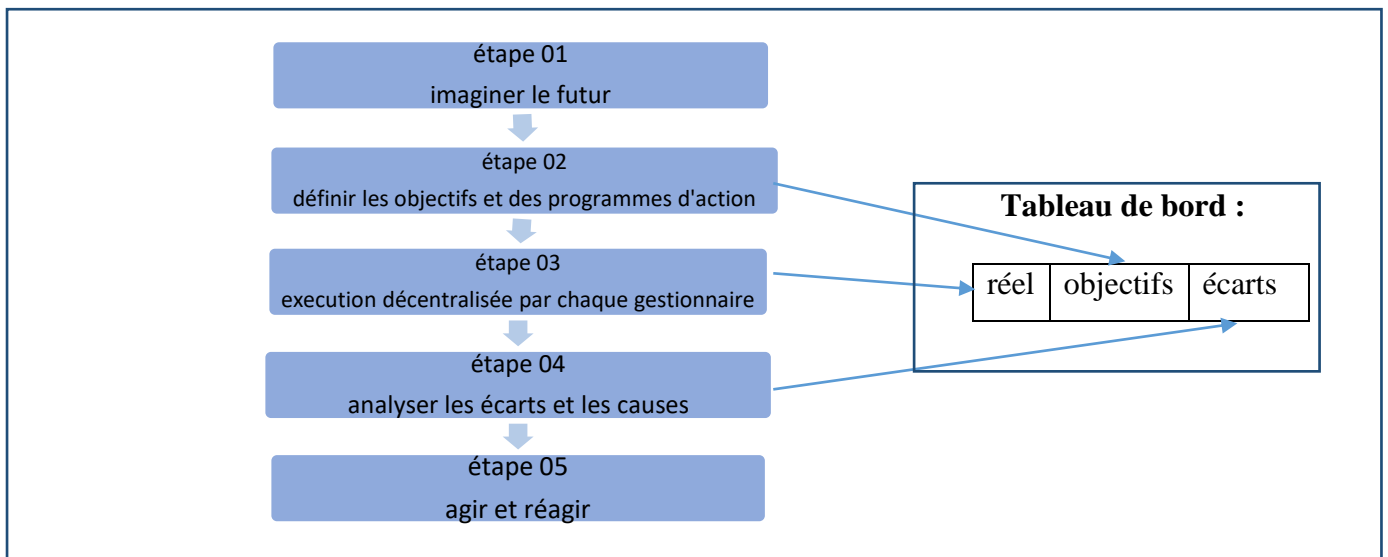 étape 01
imaginer le futur
étape 02
définir les objectifs et des programmes d'action
étape 03
execution décentralisée par chaque gestionnaire
étape 04
analyser les écarts et les causes
étape 05
agir et réagir
Tableau de bord :
réel objectifs écarts